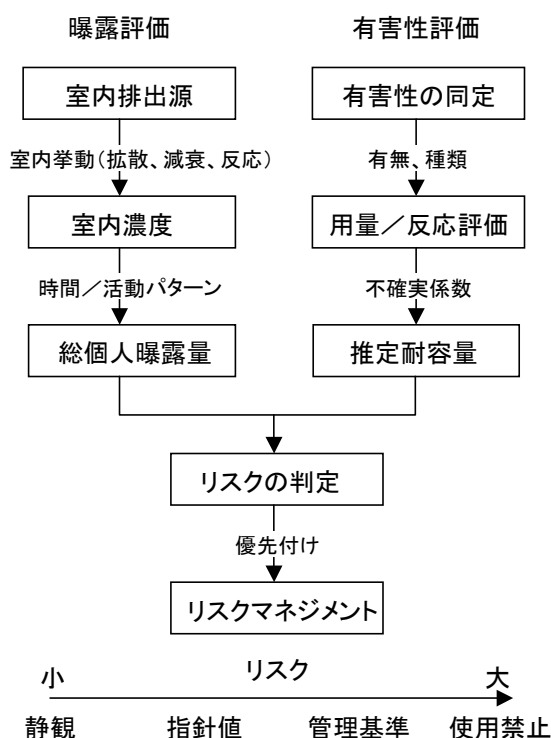 曝露評価 有害性評価
室内排出源 有害性の同定
室内挙動（拡散、減衰、反応） 有無、種類
室内濃度 用量／反応評価
時間／活動パターン 不確実係数
総個人曝露量 推定耐容量
リスクの判定
優先付け
リスクマネジメント
小 リスク 大
静観 指針値 管理基準 使用禁止